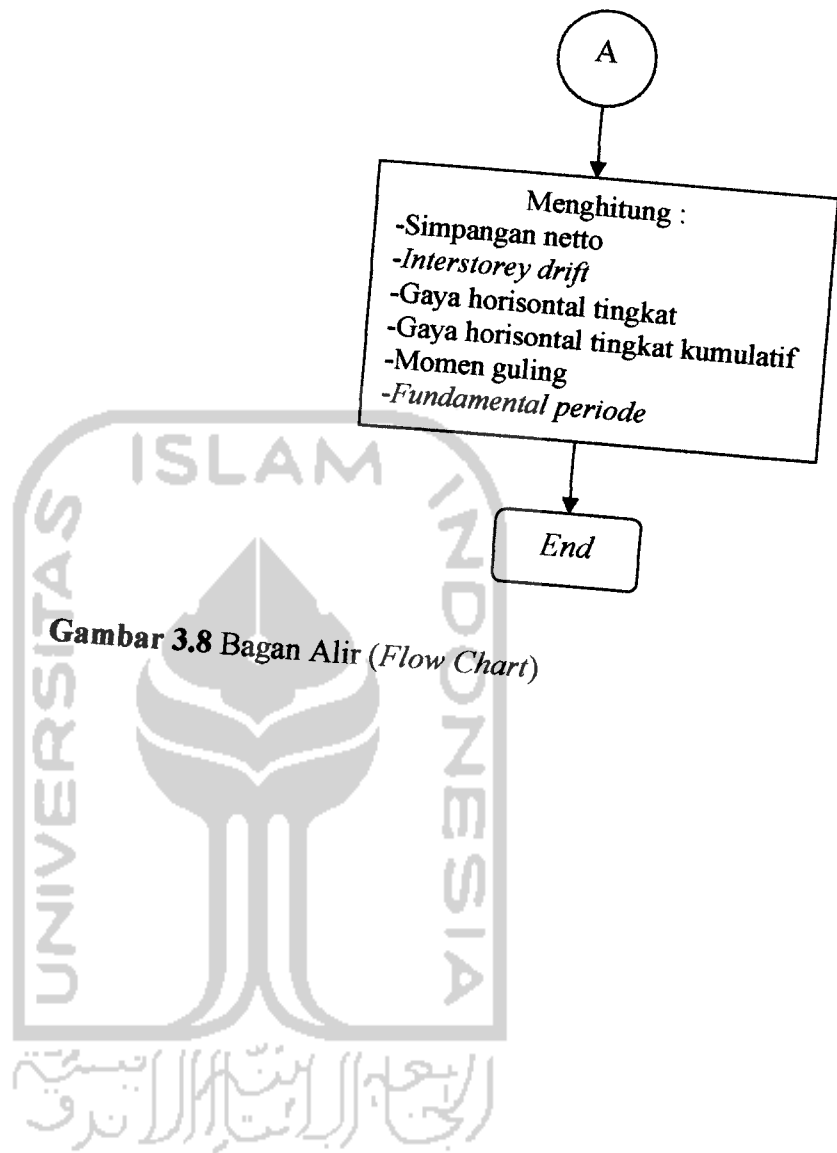 A
Menghitung :
-Simpangan netto
-Interstorey drift
-Gaya horisontal tingkat
-Gaya horisontal tingkat kumulatif
-Momen guling
-Fundamental periode
End
Gambar 3.8 Bagan Alir (Flow Chart)
UNIVERSITAS
ISLAM
INDONESIA